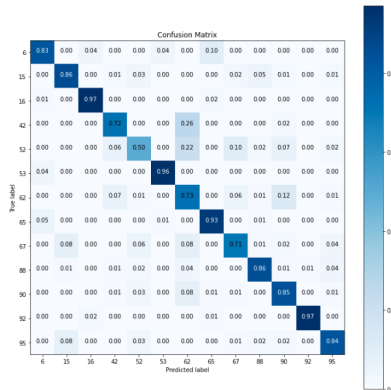 Confusion Matrix
6 0.83 0.00 0.04 0.00 0.00 0.04 0.00 0.10 0.00 0.00 0.00 0.00 0.00
15 0.00 0.86 0.00 0.01 0.03 0.00 0.00 0.00 0.02 0.05 0.01 0.00 0.01
16 0.01 0.00 0.97 0.00 0.00 0.00 0.00 0.02 0.00 0.00 0.00 0.00 0.00
42 0.00 0.00 0.00 0.72 0.00 0.00 0.26 0.00 0.00 0.00 0.02 0.00 0.00
52 0.00 0.00 0.00 0.06 0.50 0.00 0.22 0.00 0.10 0.02 0.07 0.00 0.02
53 0.04 0.00 0.00 0.00 0.00 0.96 0.00 0.00 0.00 0.00 0.00 0.00 0.00
62 0.00 0.00 0.00 0.07 0.01 0.00 0.73 0.00 0.06 0.01 0.12 0.00 0.00
65 0.05 0.00 0.00 0.00 0.00 0.01 0.00 0.93 0.00 0.01 0.00 0.00 0.00
67 0.00 0.08 0.00 0.00 0.06 0.00 0.08 0.00 0.71 0.01 0.02 0.00 0.04
88 0.00 0.01 0.00 0.01 0.02 0.00 0.04 0.00 0.01 0.86 0.01 0.01 0.04
90 0.00 0.00 0.00 0.01 0.03 0.00 0.08 0.01 0.01 0.00 0.85 0.01 0.00
92 0.00 0.00 0.02 0.00 0.00 0.00 0.00 0.01 0.00 0.00 0.00 0.97 0.00
95 0.00 0.08 0.00 0.00 0.03 0.00 0.00 0.00 0.01 0.02 0.02 0.00 0.84
6 15 16 42 52 53 62 65 67 88 90 92 95
Predicted label
True label